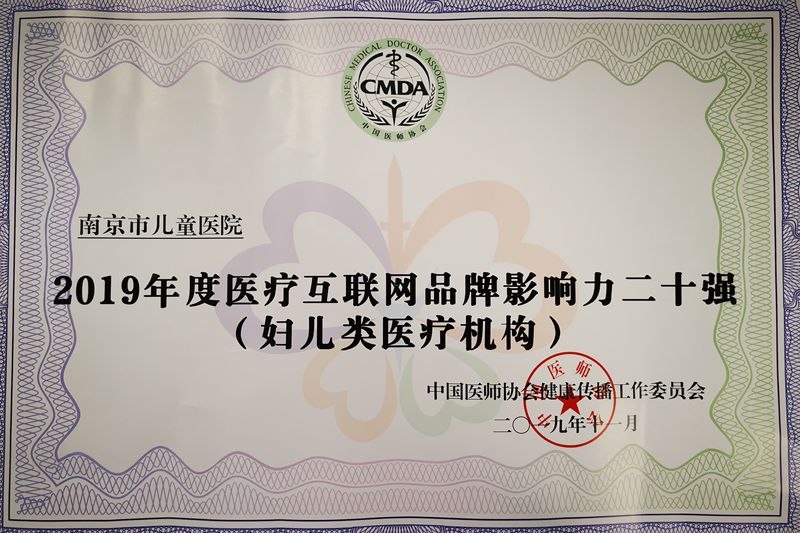 CHINESE MEDICAL DOCTOR ASSOCIATION
CMDA
中国医师协会
南京市儿童医院
2019年度医疗互联网品牌影响力二十强
（妇儿类医疗机构）
中国医师协会健康传播工作委员会
二〇一九年十一月